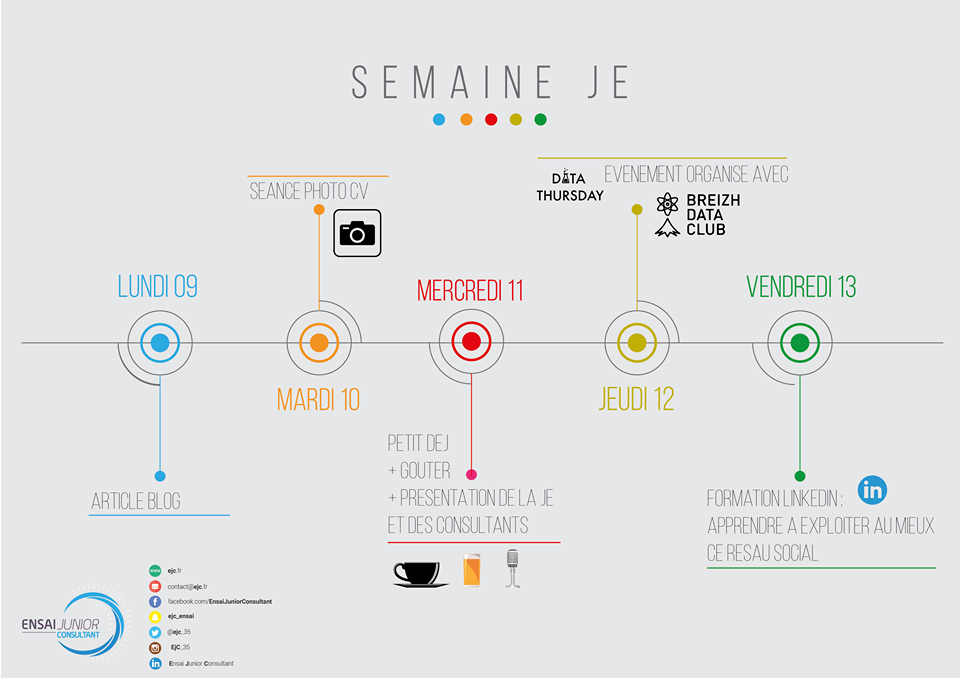 SEMAINE JE
SEANCE PHOTO CV
DATA
THURSDAY
EVENEMENT ORGANISE AVEC
BREIZH
DATA
CLUB
LUNDI 09
MARDI 10
MERCREDI 11
JEUDI 12
VENDREDI 13
ARTICLE BLOG
PETIT DEJ
+ GOUTER
+ PRESENTATION DE LA JE
ET DES CONSULTANTS
FORMATION LINKEDIN :
in
APPRENDRE A EXPLOITER AU MIEUX
CE RESAU SOCIAL
ENSAI JUNIOR
CONSULTANT
www ejc.fr
contact@ejc.fr
f facebook.com/EnsaiJuniorConsultant
ejc_ensai
@ejc_35
EJC_35
in Ensai Junior Consultant